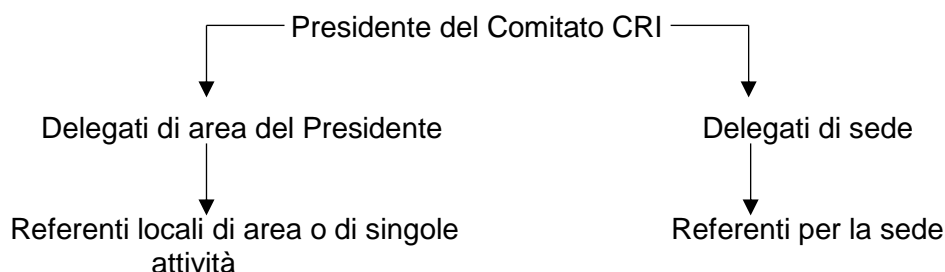 Presidente del Comitato CRI
Delegati di area del Presidente
Delegati di sede
Referenti locali di area o di singole
attività
Referenti per la sede